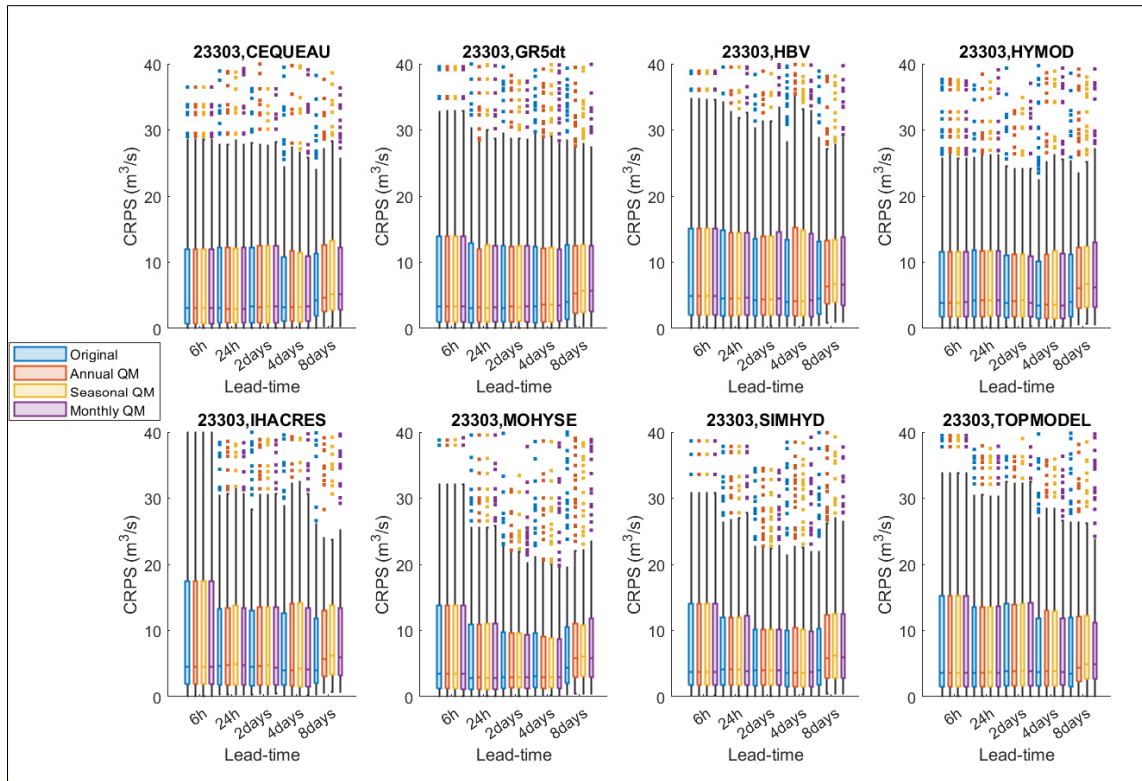 23303,CEQUEAU
40
30
20
10
0
CRPS (m³/s)
6h
24h
2days
4days
8days
Lead-time
23303,GR5dt
40
30
20
10
0
CRPS (m³/s)
6h
24h
2days
4days
8days
Lead-time
23303,HBV
40
30
20
10
0
CRPS (m³/s)
6h
24h
2days
4days
8days
Lead-time
23303,HYMOD
40
30
20
10
0
CRPS (m³/s)
6h
24h
2days
4days
8days
Lead-time
Original
Annual QM
Seasonal QM
Monthly QM
23303,IHACRES
40
30
20
10
0
CRPS (m³/s)
6h
24h
2days
4days
8days
Lead-time
23303,MOHYSE
40
30
20
10
0
CRPS (m³/s)
6h
24h
2days
4days
8days
Lead-time
23303,SIMHYD
40
30
20
10
0
CRPS (m³/s)
6h
24h
2days
4days
8days
Lead-time
23303,TOPMODEL
40
30
20
10
0
CRPS (m³/s)
6h
24h
2days
4days
8days
Lead-time